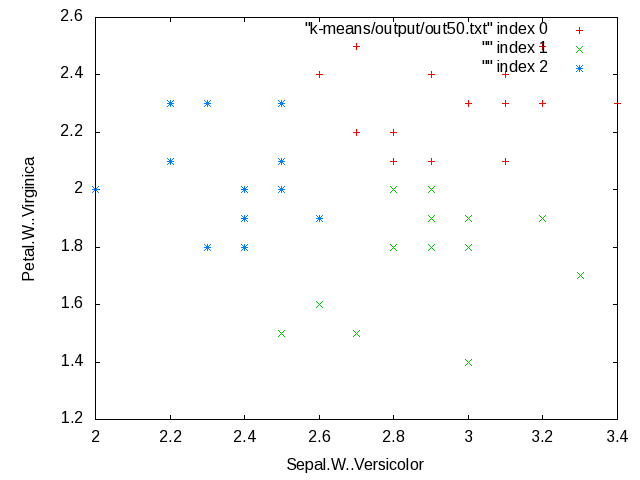 2.6
2.4
2.2
2
1.8
1.6
1.4
1.2
Petal.W..Virginica
"k-means/output/out50.txt" index 0
"" index 1
"" index 2
2 2.2 2.4 2.6 2.8 3 3.2 3.4
Sepal.W..Versicolor